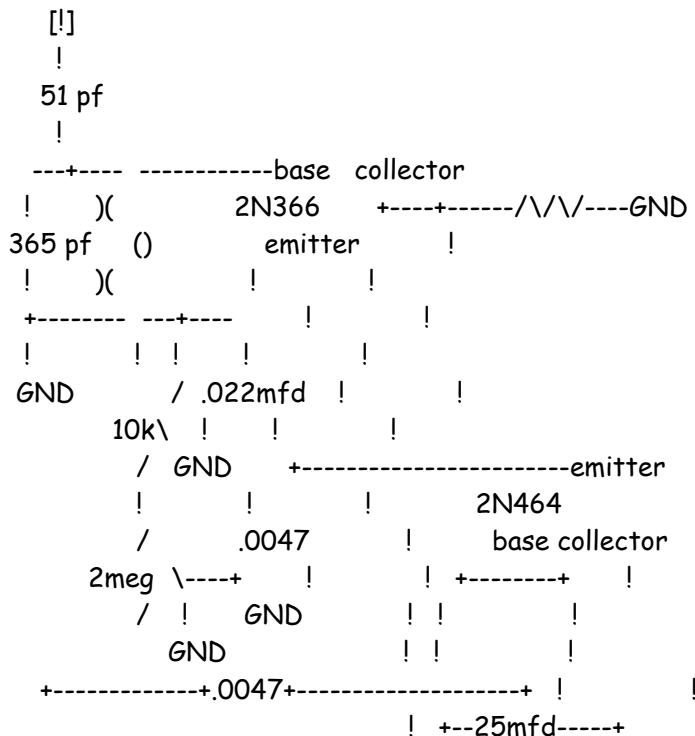 [!]
!
51 pf
!
---+---- ------------base collector
! )( 2N366 +----+------/\/\/----GND
365 pf () emitter !
! )( ! !
+-------- ---+---- ! !
! ! ! ! !
GND / .022mfd ! !
10k\ ! ! !
/ GND +------------------------emitter
! ! ! 2N464
/ .0047 ! base collector
2meg \----+ ! ! +--------+ !
/ ! GND ! ! !
GND ! ! !
+-------------+.0047+--------------------+ ! !
! +--25mfd-----+